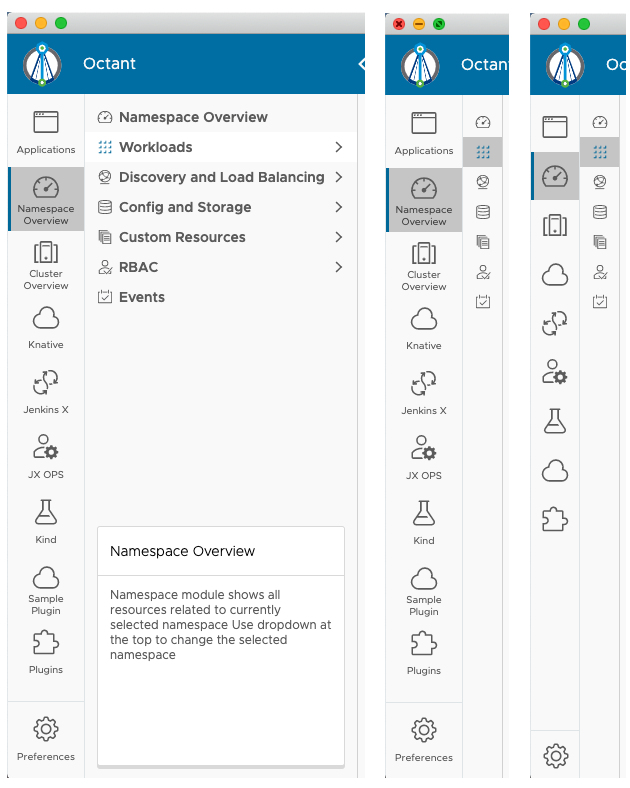 Octant
Applications
Namespace
Overview
Cluster
Overview
Knative
Jenkins X
JX OPS
Kind
Sample
Plugin
Plugins
Preferences
Namespace Overview
Workloads
Discovery and Load Balancing
Config and Storage
Custom Resources
RBAC
Events
Namespace Overview
Namespace module shows all
resources related to currently
selected namespace Use dropdown at
the top to change the selected
namespace
Octan
Applications
Namespace
Overview
Cluster
Overview
Knative
Jenkins X
JX OPS
Kind
Sample
Plugin
Plugins
Preferences
Oc